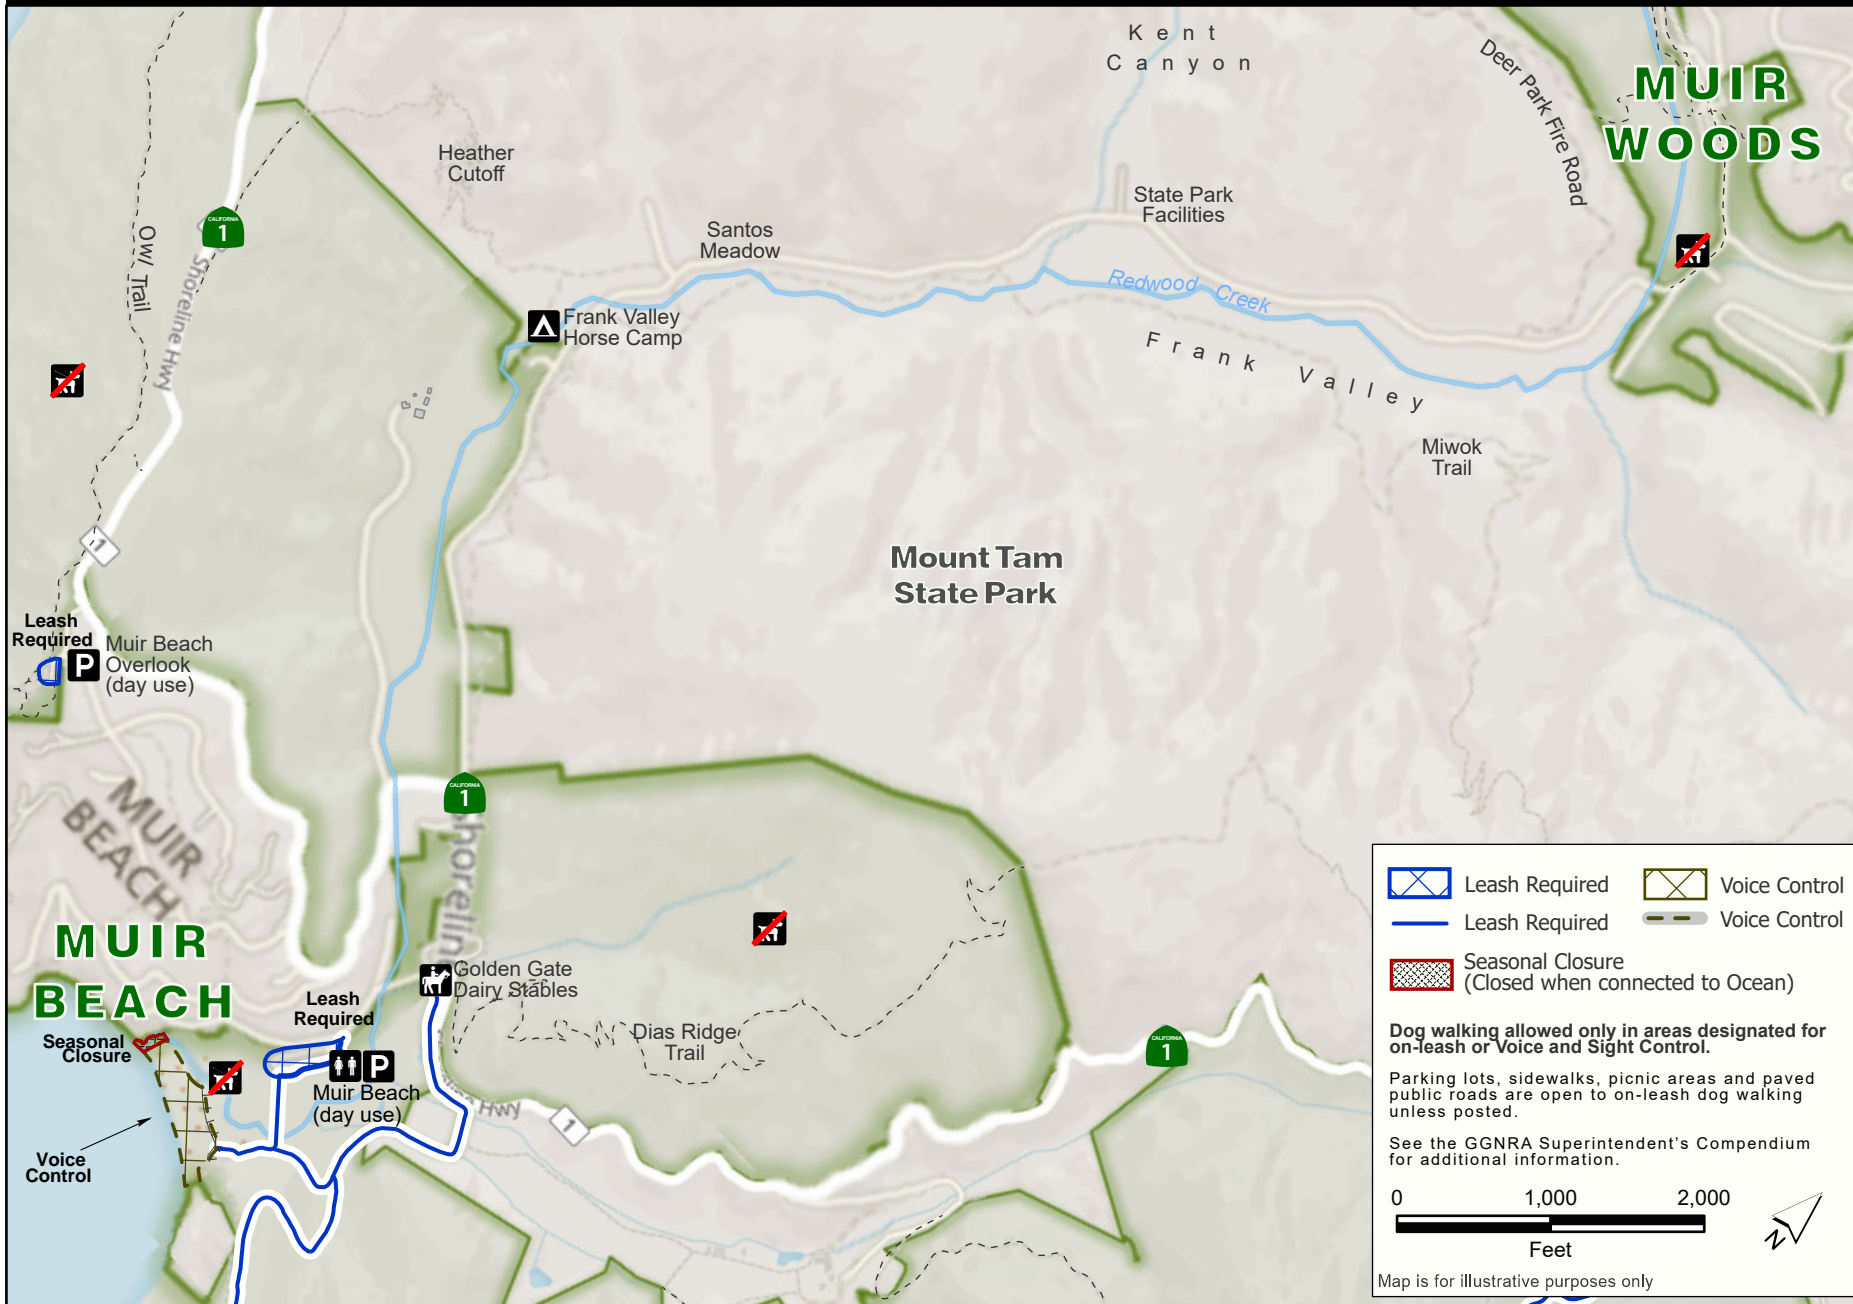 Kent
Canyon
Deer Park Fire Road
MUIR
WOODS
Heather
Cutoff
State Park
Facilities
Santos
Meadow
Owl Trail
CALIFORNIA
1
Shoreline Hwy
Redwood Creek
Frank Valley
Horse Camp
Frank Valley
Miwok
Trail
1
Mount Tam
State Park
Leash
Required
P
Muir Beach
Overlook
(day use)
MUIR
BEACH
CALIFORNIA
1
Shoreline
MUIR
BEACH
Golden Gate
Dairy Stables
Leash
Required
Seasonal
Closure
Dias Ridge
Trail
CALIFORNIA
1
P
Muir Beach
(day use)
Hwy
1
Voice
Control
Leash Required
Voice Control
Leash Required
Voice Control
Seasonal Closure
(Closed when connected to Ocean)
Dog walking allowed only in areas designated for
on-leash or Voice and Sight Control.
Parking lots, sidewalks, picnic areas and paved
public roads are open to on-leash dog walking
unless posted.
See the GGNRA Superintendent's Compendium
for additional information.
0 1,000 2,000
Feet
N
Map is for illustrative purposes only